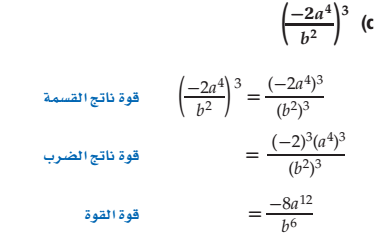 (c (−2a⁴/b²)³
قوة ناتج القسمة (−2a⁴/b²)³ = (−2a⁴)³/(b²)³
قوة ناتج الضرب = (−2)³(a⁴)³/(b²)³
قوة القوة = −8a¹²/b⁶